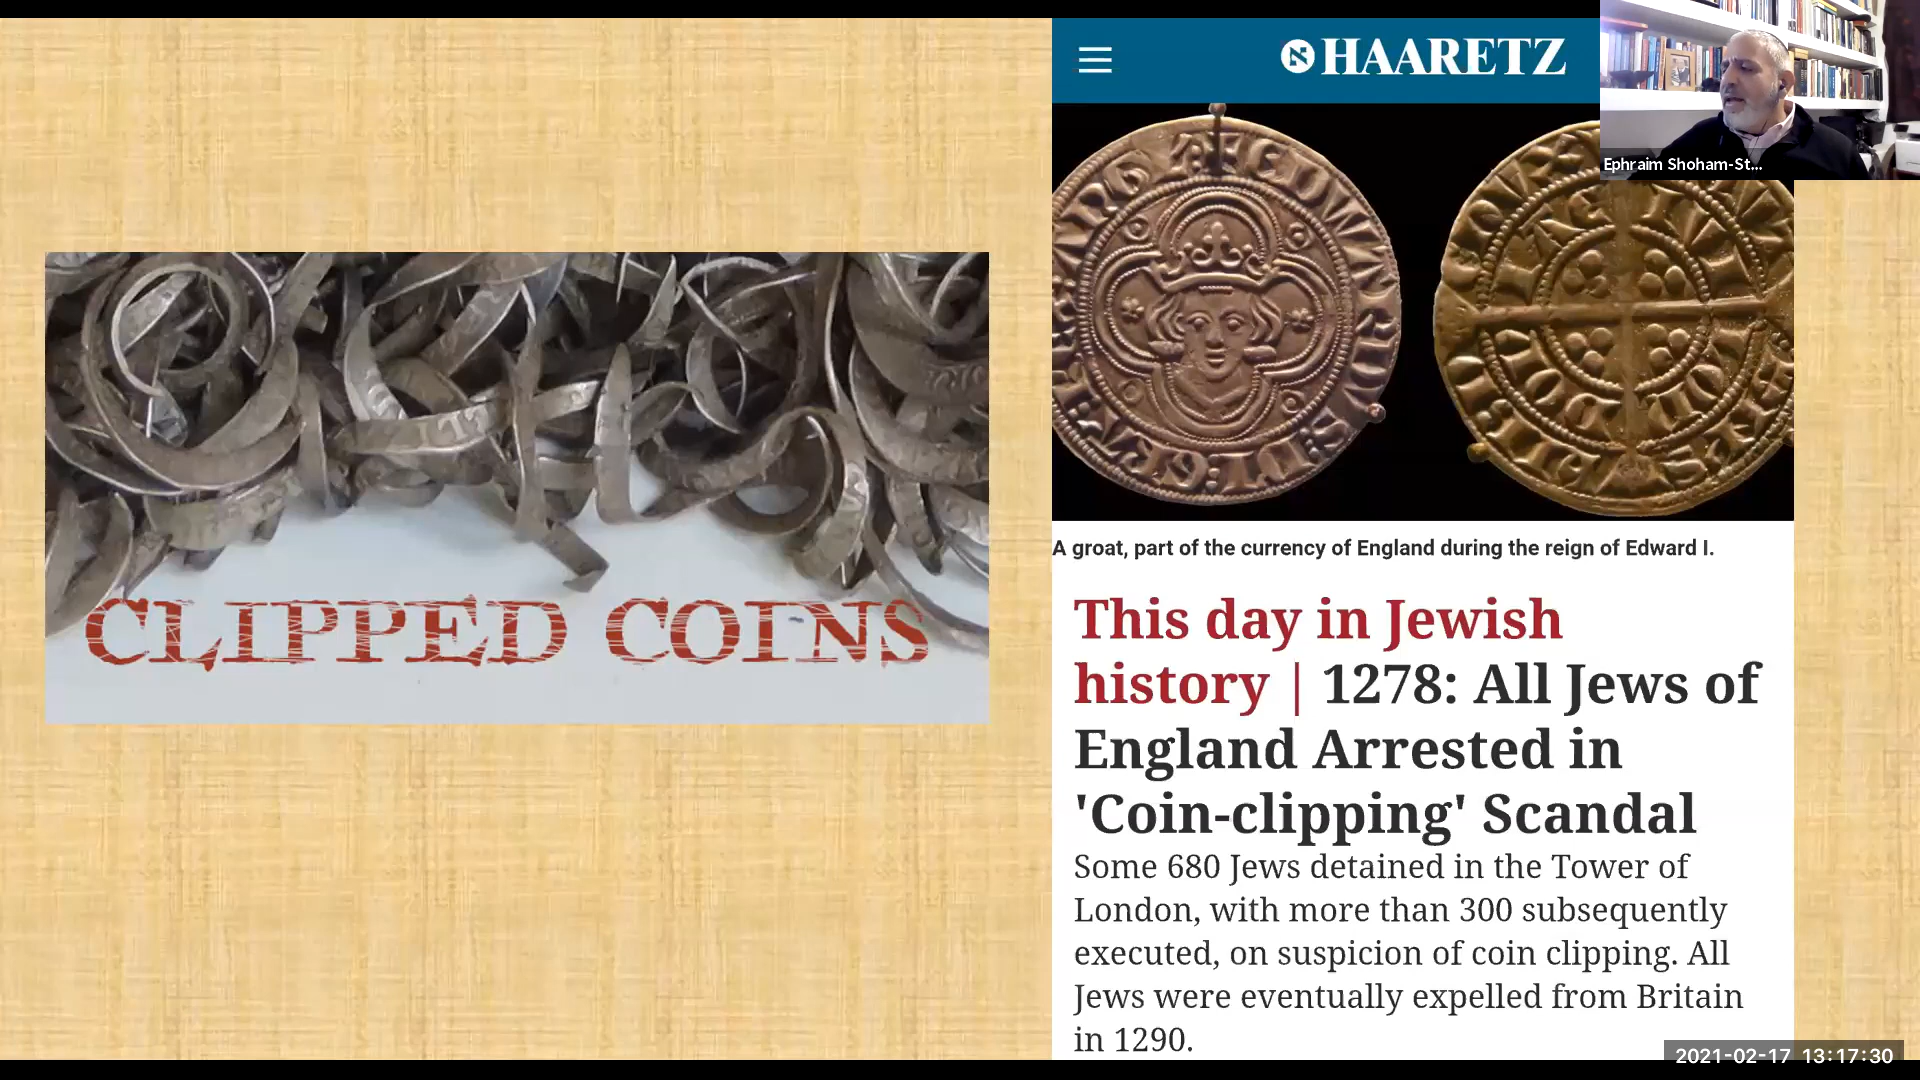 CLIPPED COINS
HAARETZ
Ephraim Shoham-St...
A groat, part of the currency of England during the reign of Edward I.
This day in Jewish
history | 1278: All Jews of
England Arrested in
'Coin-clipping' Scandal
Some 680 Jews detained in the Tower of
London, with more than 300 subsequently
executed, on suspicion of coin clipping. All
Jews were eventually expelled from Britain
in 1290.
2021-02-17 13:17:30